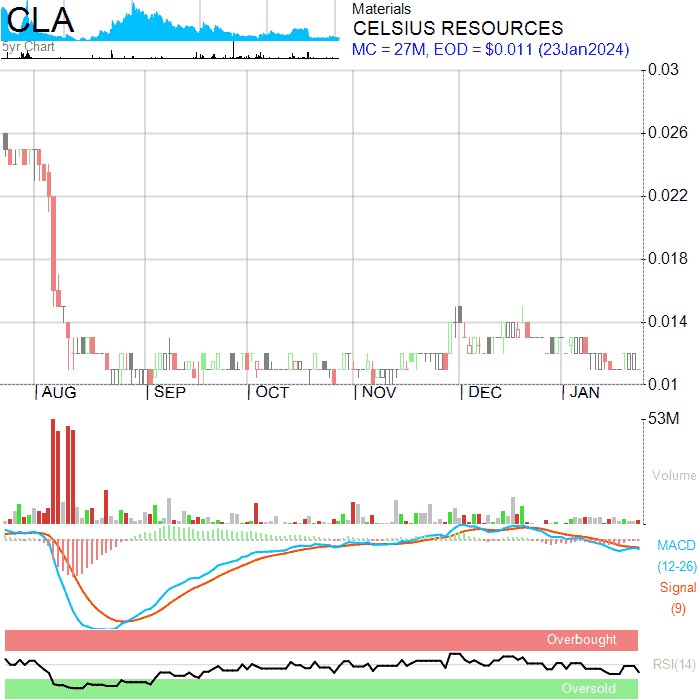 CLA
5yr Chart
Materials
CELSIUS RESOURCES
MC = 27M, EOD = $0.011 (23Jan2024)
0.03
0.026
0.022
0.018
0.014
0.01
AUG SEP OCT NOV DEC JAN
53M
Volume
MACD
(12-26)
Signal
(9)
Overbought
RSI(14)
Oversold